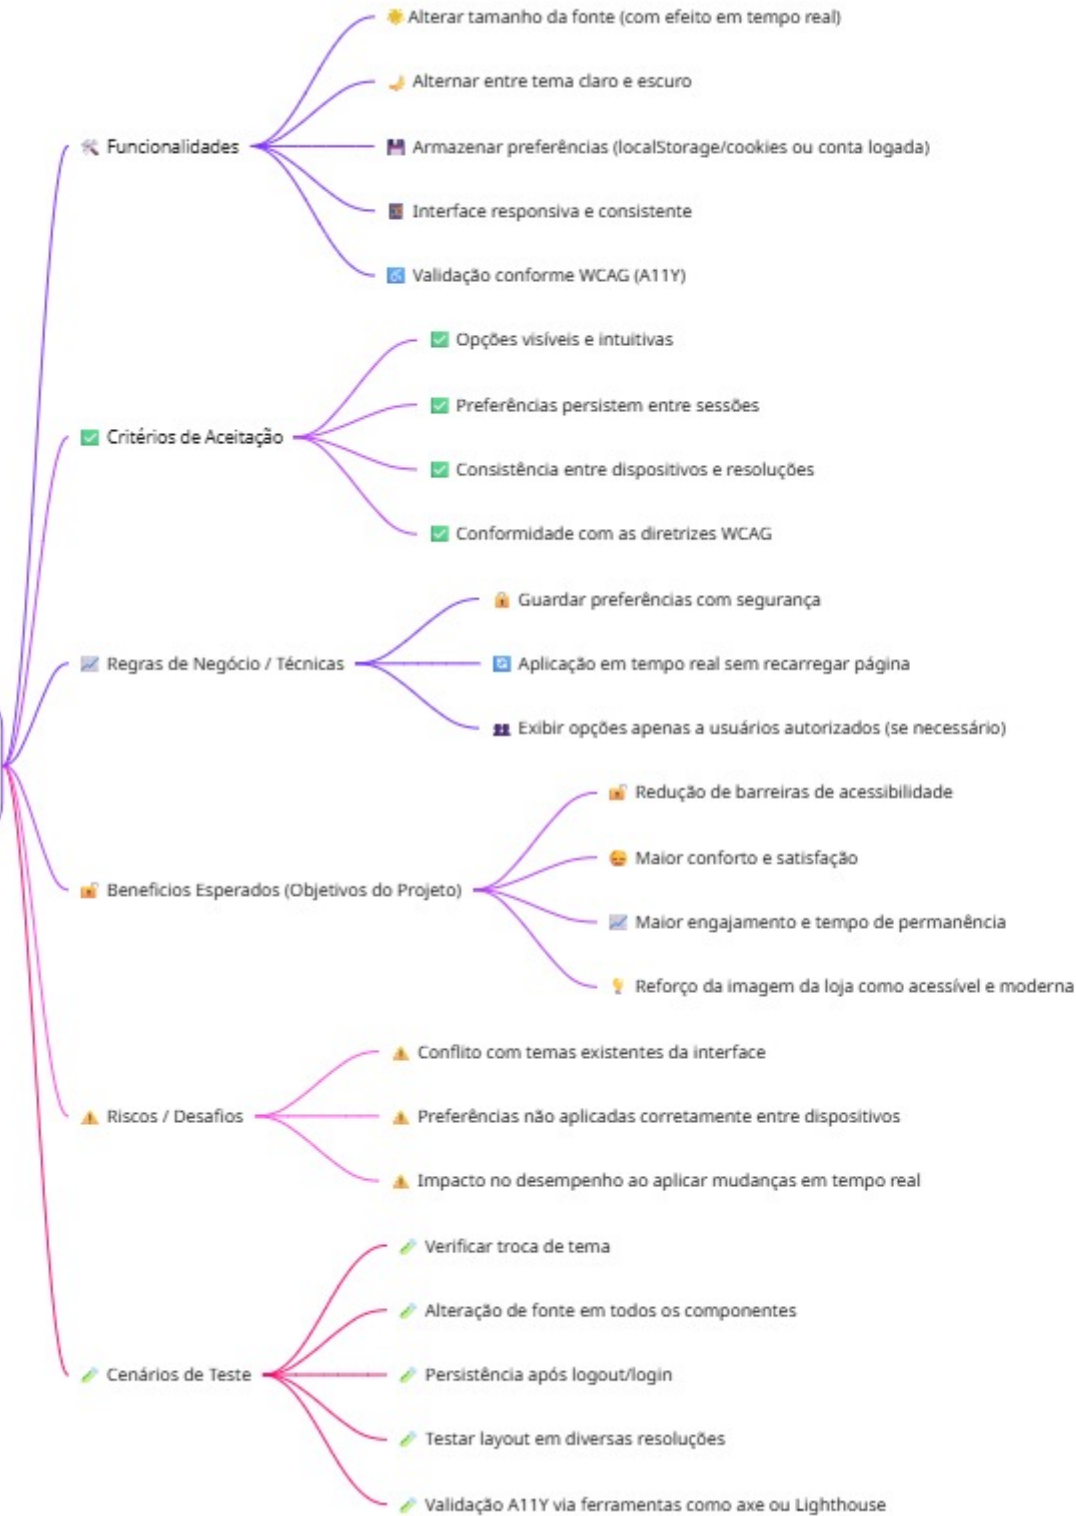 Funcionalidades
Alterar tamanho da fonte (com efeito em tempo real)
Alternar entre tema claro e escuro
Armazenar preferências (localStorage/cookies ou conta logada)
Interface responsiva e consistente
Validação conforme WCAG (A11Y)
Critérios de Aceitação
Opções visíveis e intuitivas
Preferências persistem entre sessões
Consistência entre dispositivos e resoluções
Conformidade com as diretrizes WCAG
Regras de Negócio / Técnicas
Guardar preferências com segurança
Aplicação em tempo real sem recarregar página
Exibir opções apenas a usuários autorizados (se necessário)
Beneficios Esperados (Objetivos do Projeto)
Redução de barreiras de acessibilidade
Maior conforto e satisfação
Maior engajamento e tempo de permanência
Reforço da imagem da loja como acessível e moderna
Riscos / Desafios
Conflito com temas existentes da interface
Preferências não aplicadas corretamente entre dispositivos
Impacto no desempenho ao aplicar mudanças em tempo real
Cenários de Teste
Verificar troca de tema
Alteração de fonte em todos os componentes
Persistência após logout/login
Testar layout em diversas resoluções
Validação A11Y via ferramentas como axe ou Lighthouse